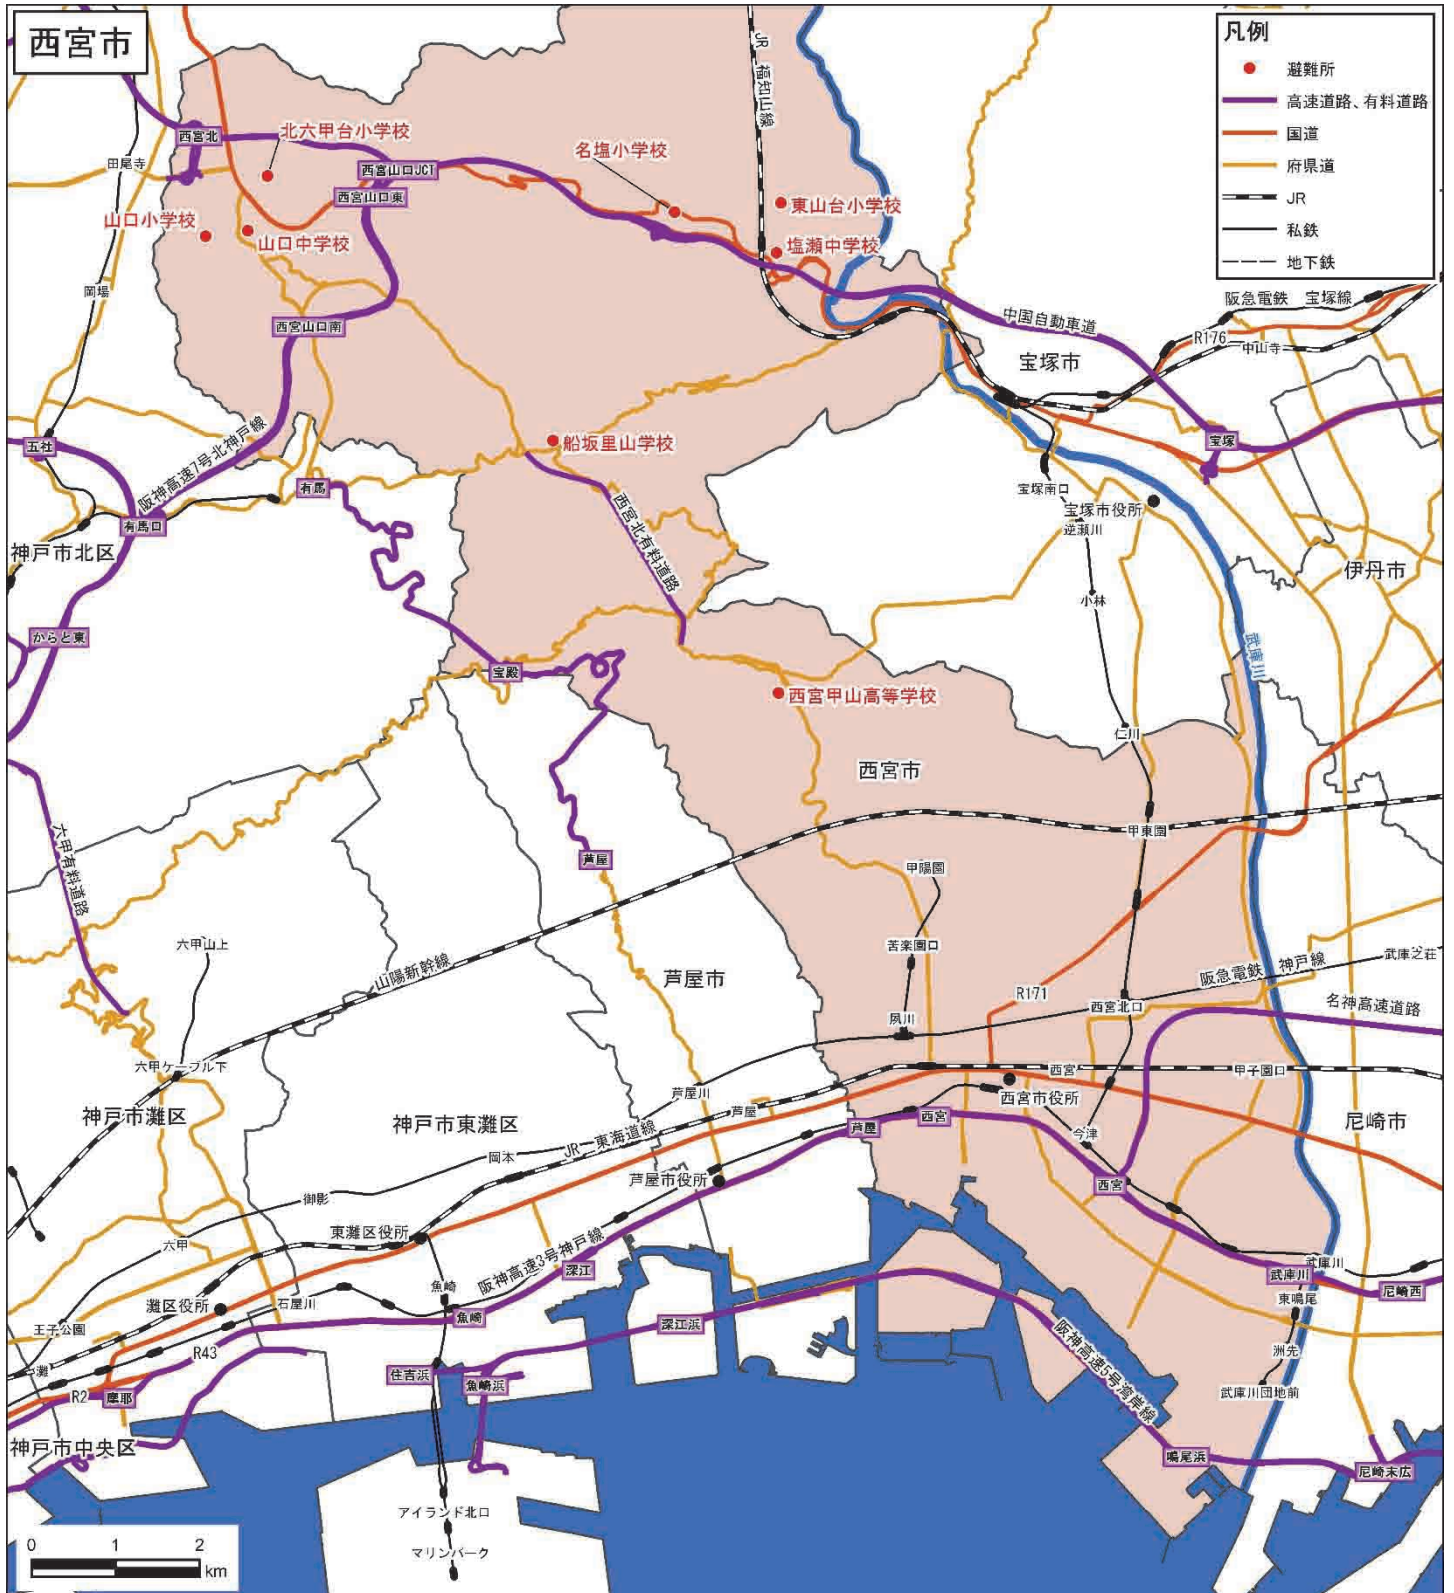 西宮市
凡例
避難所
高速道路、有料道路
国道
府県道
JR
私鉄
地下鉄
JR 福知山線
西宮北
北六甲台小学校
田尾寺
西宮山口JCT
名塩小学校
西宮山口東
山口小学校
山口中学校
東山台小学校
塩瀬中学校
岡場
西宮山口南
中国自動車道
阪急電鉄 宝塚線
R176
中山寺
宝塚市
五社
阪神高速7号北神戸線
船坂里山学校
宝塚
有馬
有馬口
宝塚南口
宝塚市役所
逆瀬川
西宮北有料道路
神戸市北区
伊丹市
小林
からと東
武庫川
宝殿
西宮甲山高等学校
仁川
西宮市
六甲有料道路
芦屋
甲東園
甲陽園
六甲山上
苦楽園口
山陽新幹線
芦屋市
R171
阪急電鉄 神戸線
武庫之荘
西宮北口
名神高速道路
夙川
六甲ケーブル下
西宮
甲子園口
神戸市灘区
神戸市東灘区
芦屋川
芦屋
西宮市役所
尼崎市
JR 東海道線
芦屋
西宮
今津
岡本
芦屋市役所
西宮
御影
東灘区役所
六甲
阪神高速3号神戸線
深江
武庫川
武庫川
尼崎西
魚崎
灘区役所
石屋川
魚崎
東鳴尾
王子公園
深江浜
阪神高速5号湾岸線
R43
洲先
灘
住吉浜
魚崎浜
武庫川団地前
R2
摩耶
神戸市中央区
鳴尾浜
尼崎末広
アイランド北口
マリンパーク
0 1 2
km